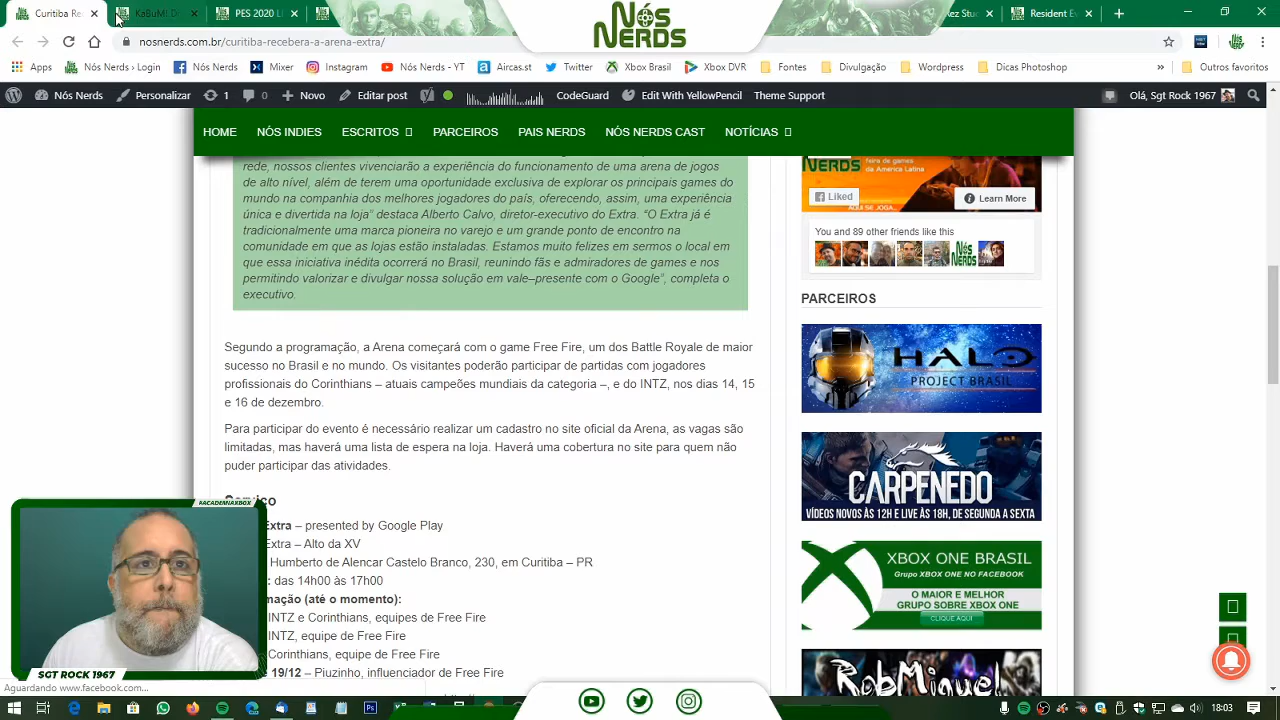 Curitiba Re
KaBuM! D
PES 2020 L
Resident E
NÓS NERDS
nosnerds.com.br/curitiba-recebera-a-arena-extra/
Apps
Nós Nerds › Login
Nós Nerds
Mixer
Instagram
Nós Nerds - YT
Aircas.st
Twitter
Xbox Brasil
Xbox DVR
Fontes
Divulgação
Wordpress
Dicas Photoshop
Outros favoritos
Nós Nerds
Personalizar
1
0
Novo
Editar post
CodeGuard
Edit With YellowPencil
Theme Support
Olá, Sgt Rock 1967
HOME
NÓS INDIES
ESCRITOS
PARCEIROS
PAIS NERDS
NÓS NERDS CAST
NOTÍCIAS
rede, nossos clientes vivenciarão a experiência do funcionamento de uma arena de jogos
de alto nível, além de terem uma oportunidade exclusiva de explorar os principais games do
mundo na companhia dos melhores jogadores do país, oferecendo, assim, uma experiência
única e divertida na loja" destaca Alberto Calvo, diretor-executivo do Extra. "O Extra já é
tradicionalmente uma marca pioneira no varejo e um grande ponto de encontro na
comunidade em que as lojas estão instaladas. Estamos muito felizes em sermos o local em
que a iniciativa inédita ocorrerá no Brasil, reunindo fãs e admiradores de games e nos
permitindo valorizar e divulgar nossa solução em vale–presente com o Google", completa o
executivo.
Segundo a programação, a Arena começará com o game Free Fire, um dos Battle Royale de maior
sucesso no Brasil e no mundo. Os visitantes poderão participar de partidas com jogadores
profissionais do Corinthians – atuais campeões mundiais da categoria –, e do INTZ, nos dias 14, 15
e 16 de dezembro.
Para participar do evento é necessário realizar um cadastro no site oficial da Arena, as vagas são
limitadas, mas haverá uma lista de espera na loja. Haverá uma cobertura no site para quem não
puder participar das atividades.
Serviço
Extra – presented by Google Play
Extra – Alto da XV
Norte de Alencar Castelo Branco, 230, em Curitiba – PR
das 14h00 às 17h00
mação (até o momento):
INTZ e Corinthians, equipes de Free Fire
INTZ, equipe de Free Fire
Corinthians, equipe de Free Fire
19/12 – Piuzinho, influenciador de Free Fire
NERDS
feira de games
da América Latina
AQUI SE JOGA
Liked
Learn More
You and 89 other friends like this
PARCEIROS
HALO
PROJECT BRASIL
CARPENEDO
VÍDEOS NOVOS ÀS 12H E LIVE ÀS 18H, DE SEGUNDA A SEXTA
XBOX ONE BRASIL
Grupo XBOX ONE NO FACEBOOK
O MAIOR E MELHOR
GRUPO SOBRE XBOX ONE
CLIQUE AQUI
RobMiguel
#ACADEMIAXBOX
SGT ROCK 1967
Aguardando www.facebook.com...
18:03